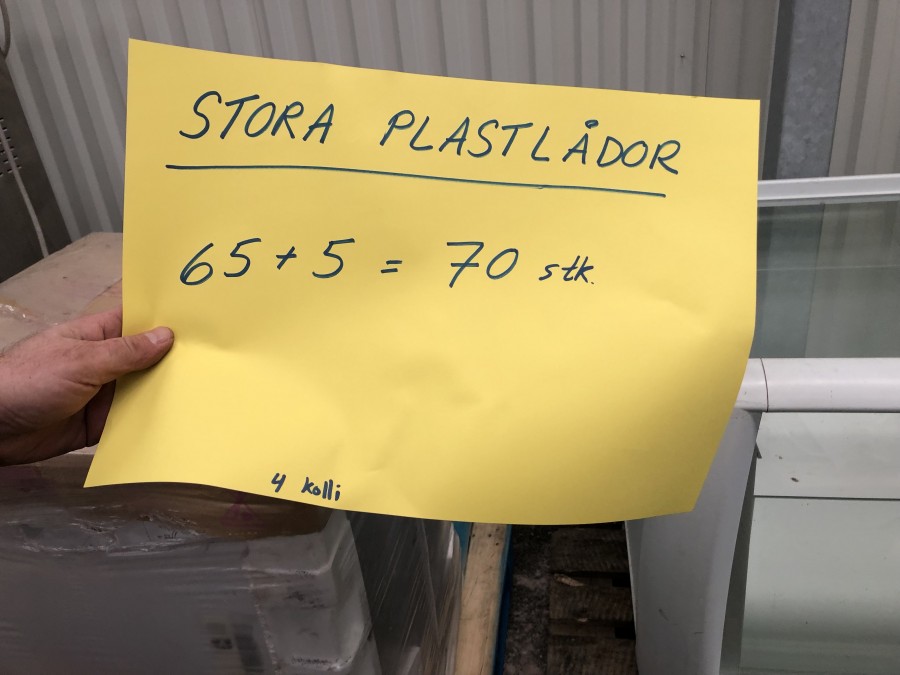 STORA PLASTLÅDOR
65 + 5 = 70 stk.
4 kolli